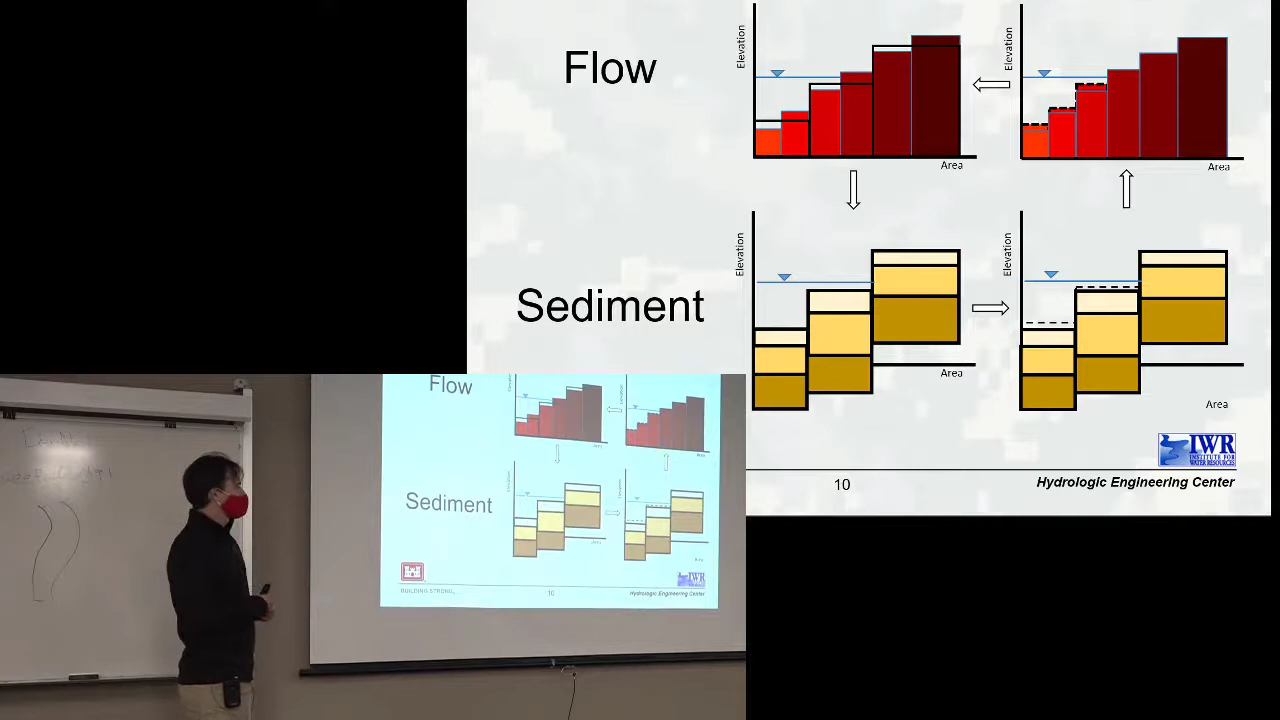 Flow
Elevation
Area
Elevation
Area
Sediment
Elevation
Area
Elevation
Area
IWR
INSTITUTE FOR
WATER RESOURCES
10
Hydrologic Engineering Center
Flow
Sediment
IWR
BUILDING STRONG
10
Hydrologic Engineering Center